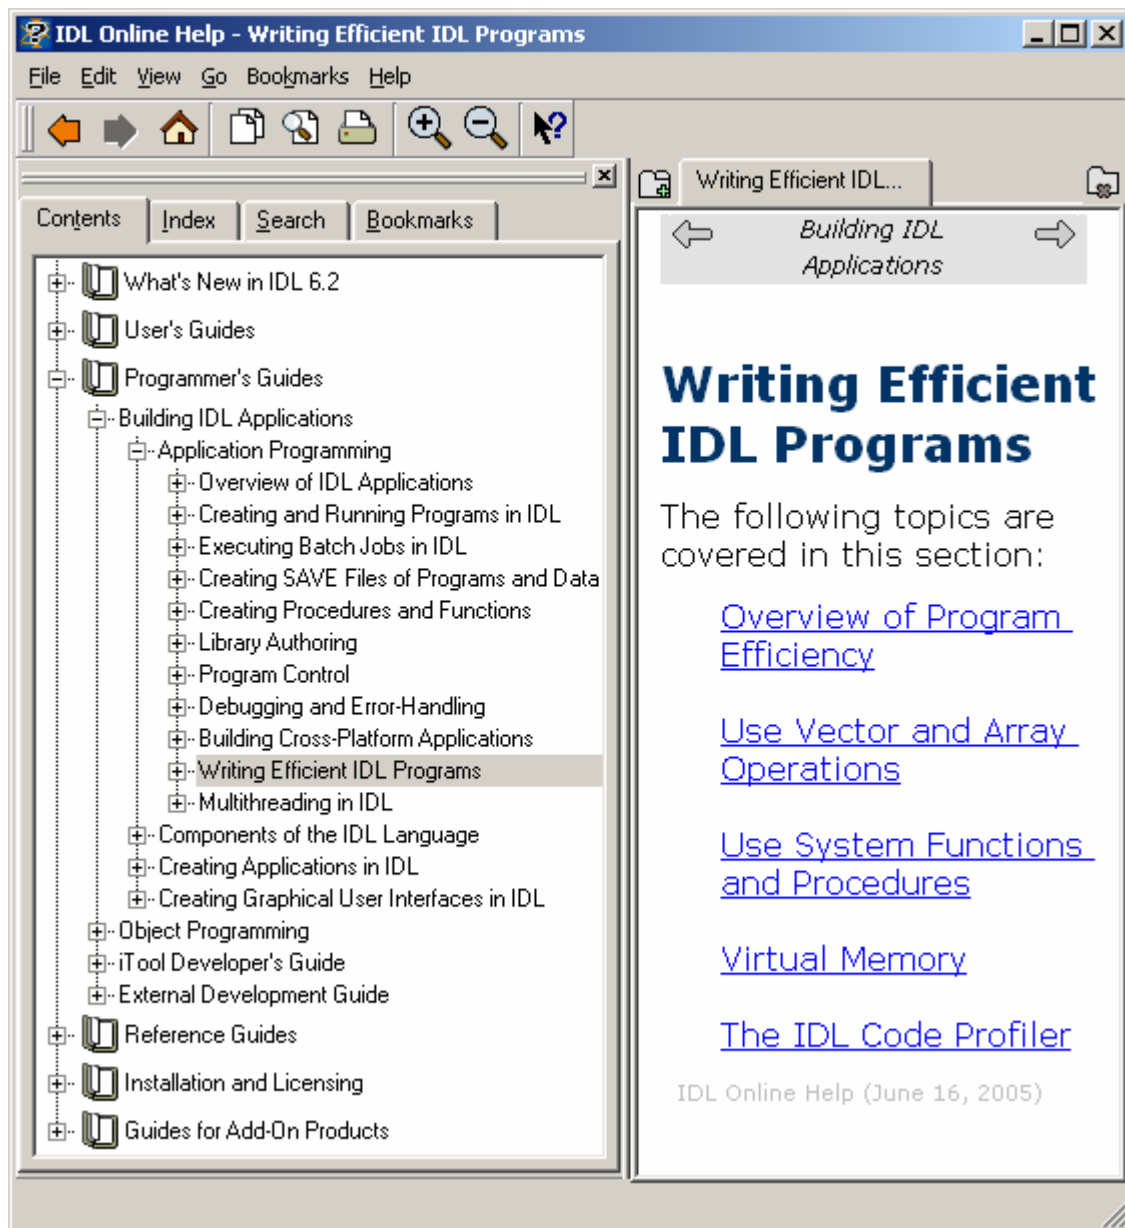 IDL Online Help - Writing Efficient IDL Programs
File Edit View Go Bookmarks Help
Contents Index Search Bookmarks
What's New in IDL 6.2
User's Guides
Programmer's Guides
Building IDL Applications
Application Programming
Overview of IDL Applications
Creating and Running Programs in IDL
Executing Batch Jobs in IDL
Creating SAVE Files of Programs and Data
Creating Procedures and Functions
Library Authoring
Program Control
Debugging and Error-Handling
Building Cross-Platform Applications
Writing Efficient IDL Programs
Multithreading in IDL
Components of the IDL Language
Creating Applications in IDL
Creating Graphical User Interfaces in IDL
Object Programming
iTool Developer's Guide
External Development Guide
Reference Guides
Installation and Licensing
Guides for Add-On Products
Writing Efficient IDL...
Building IDL
Applications
Writing Efficient
IDL Programs
The following topics are
covered in this section:
Overview of Program
Efficiency
Use Vector and Array
Operations
Use System Functions
and Procedures
Virtual Memory
The IDL Code Profiler
IDL Online Help (June 16, 2005)